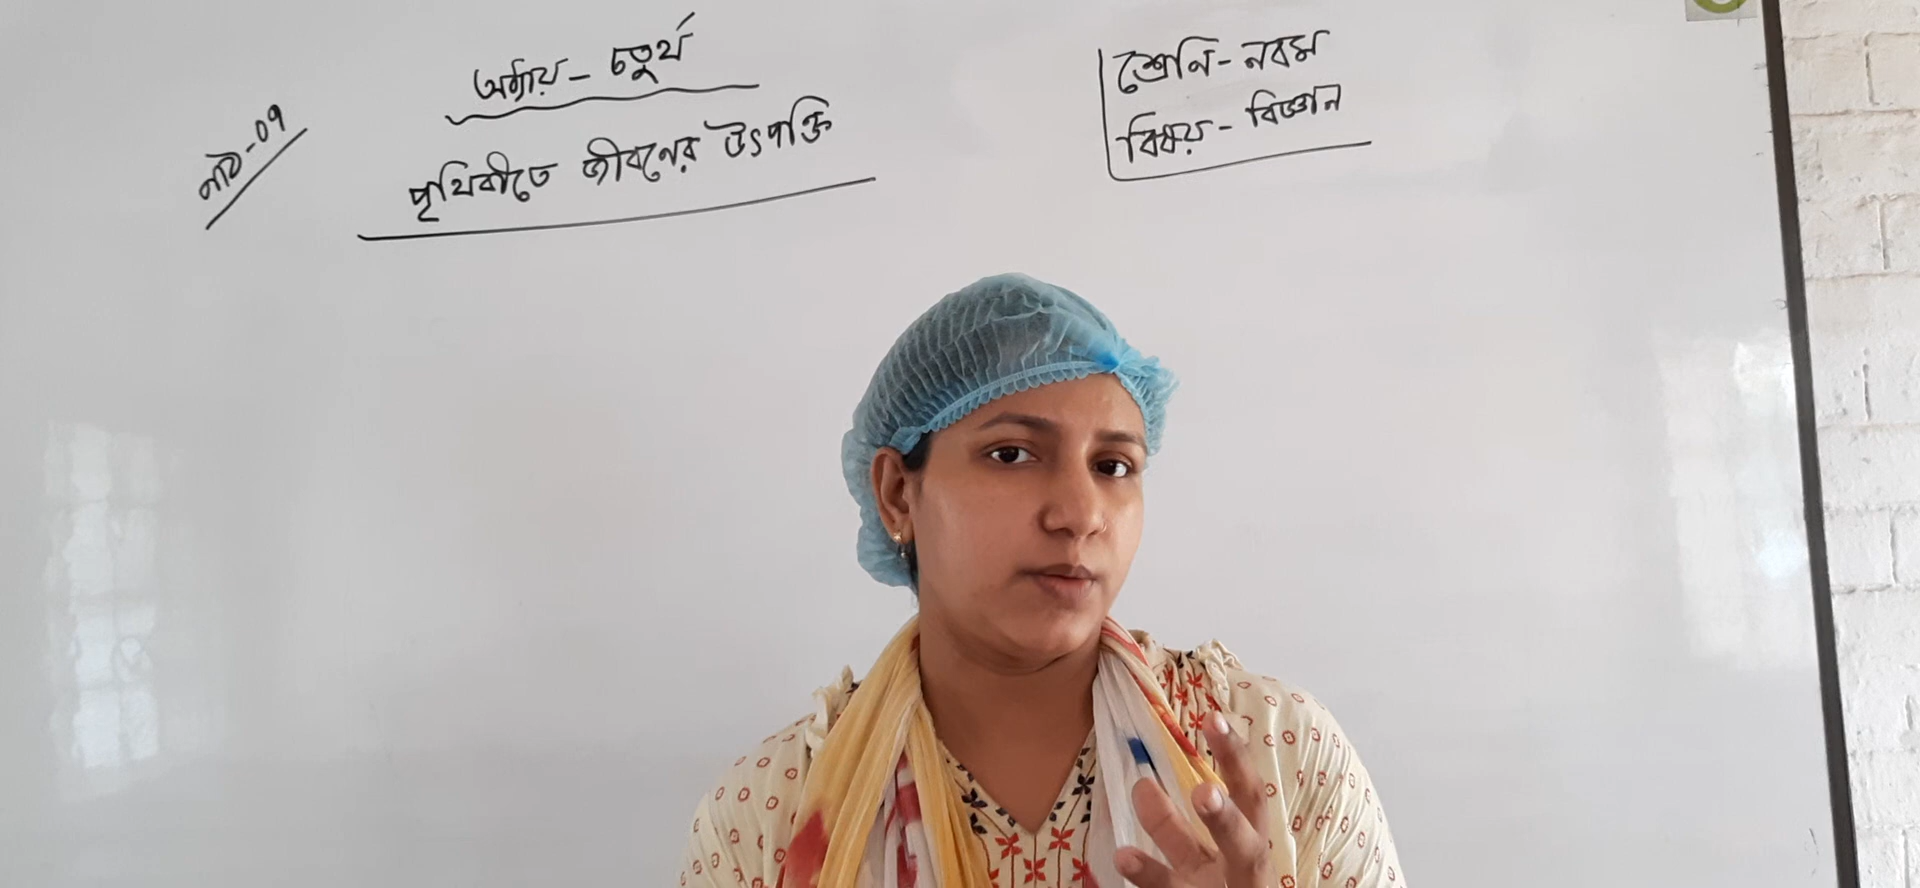 অধ্যায় - চতুর্থ
পাঠ - ০৭
পৃথিবীতে জীবনের উৎপত্তি
শ্রেনি - নবম
বিষয় - বিজ্ঞান